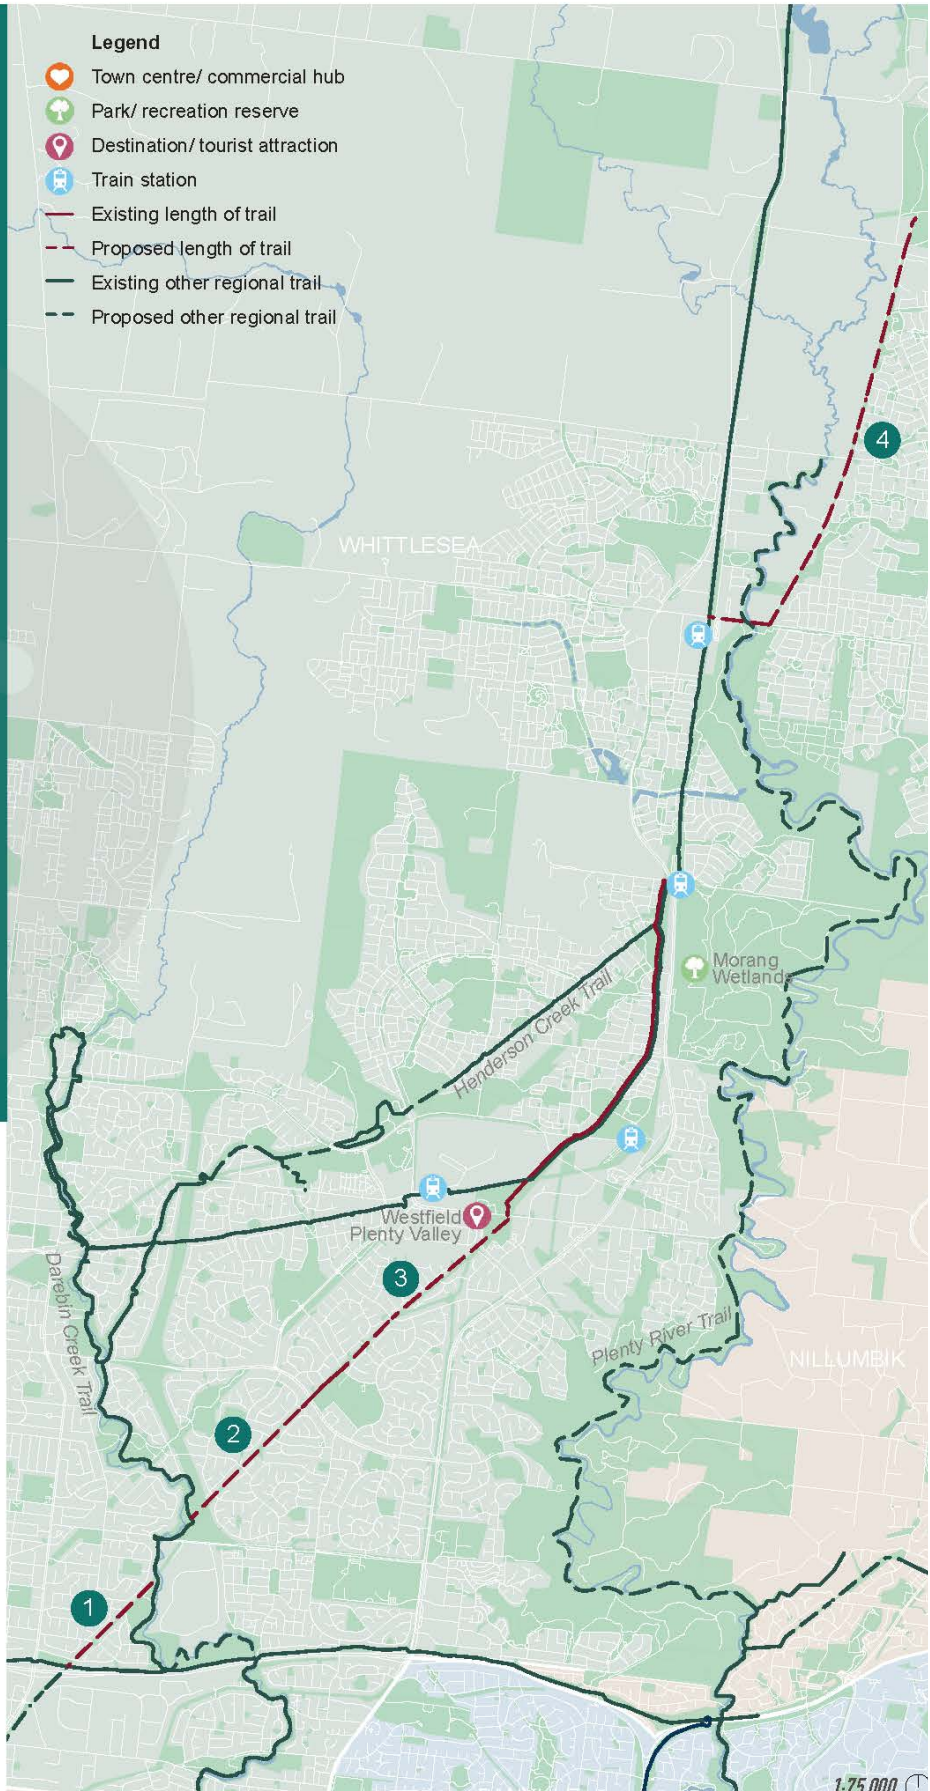 Legend
Town centre/ commercial hub
Park/ recreation reserve
Destination/ tourist attraction
Train station
Existing length of trail
Proposed length of trail
Existing other regional trail
Proposed other regional trail
4
WHITTLESEA
Morang
Wetlands
Henderson Creek Trail
Westfield
Plenty Valley
3
Darebin Creek Trail
Plenty River Trail
NILLUMBIK
2
1
1:75,000